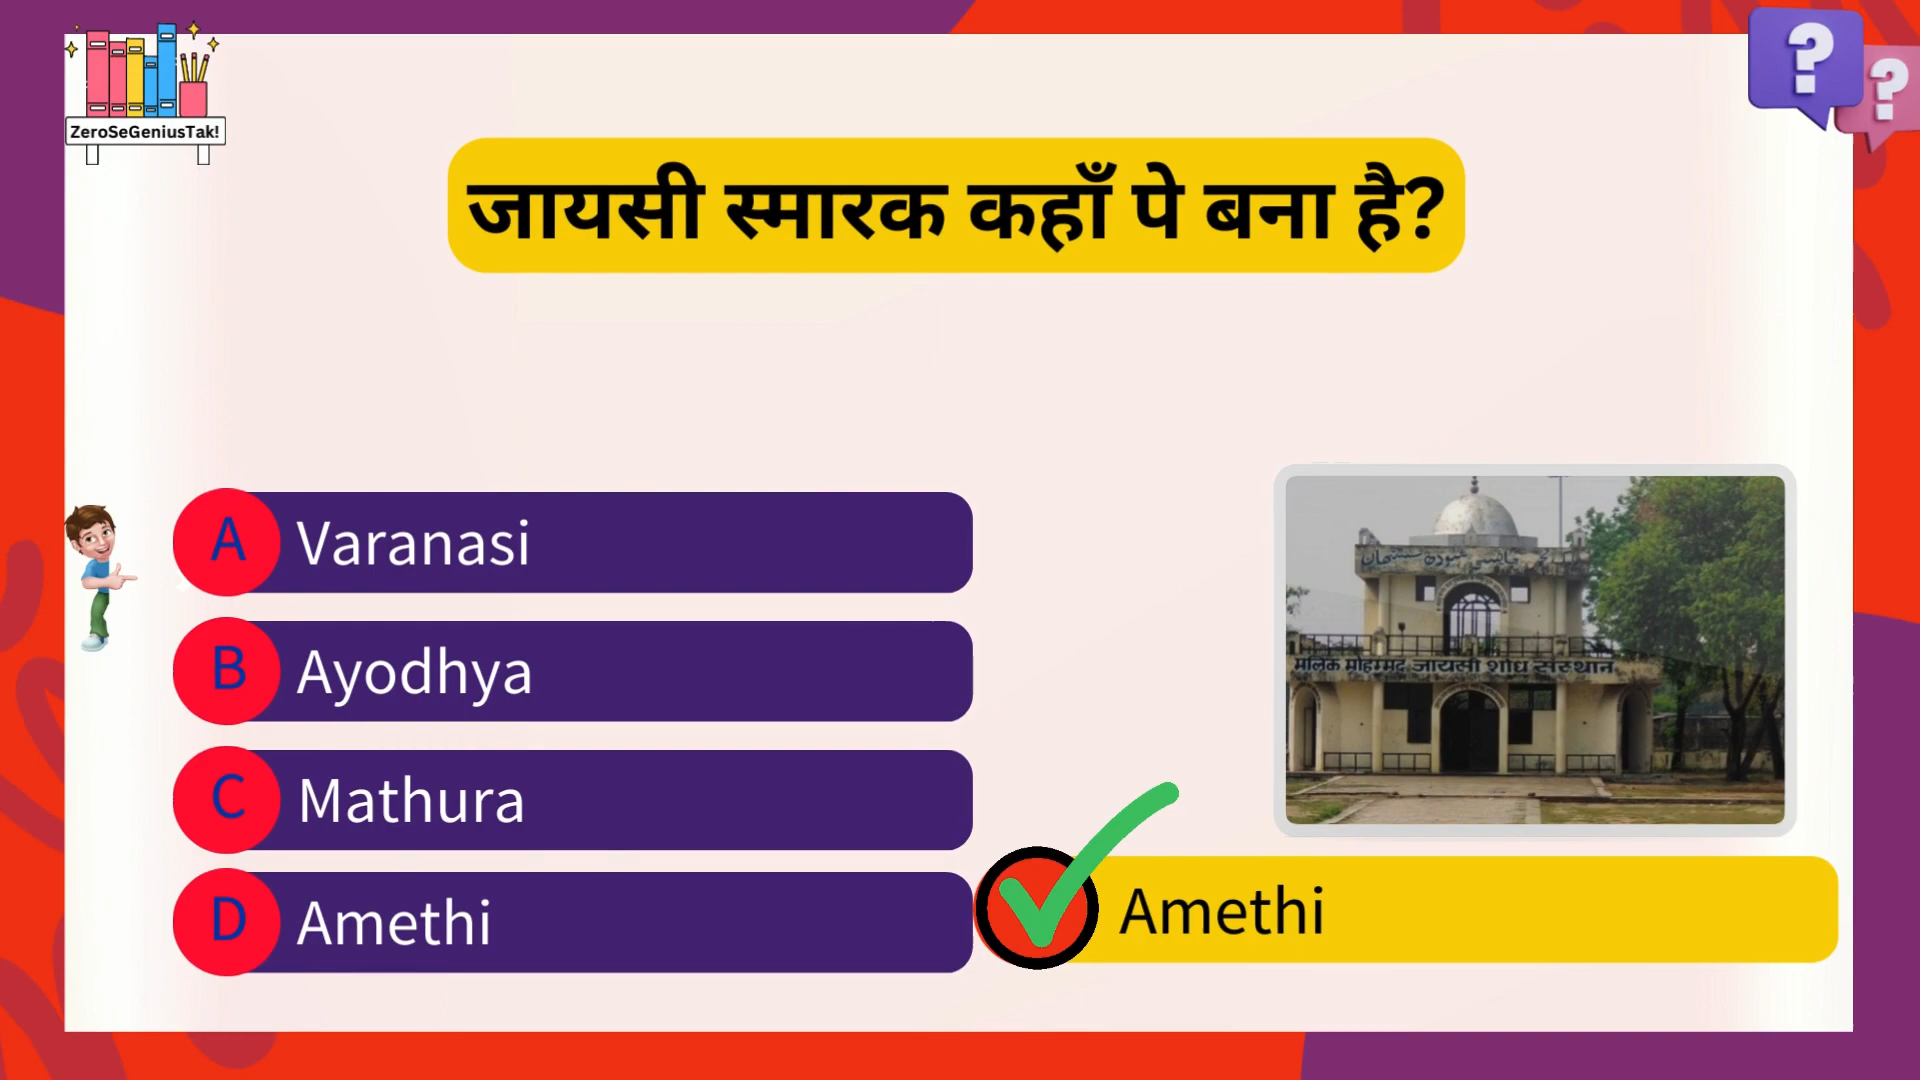 ZeroSeGeniusTak!
? ?
जायसी स्मारक कहाँ पे बना है?
A Varanasi
B Ayodhya
C Mathura
D Amethi
मलिक मोहम्मद जायसी शोध संस्थान
Amethi